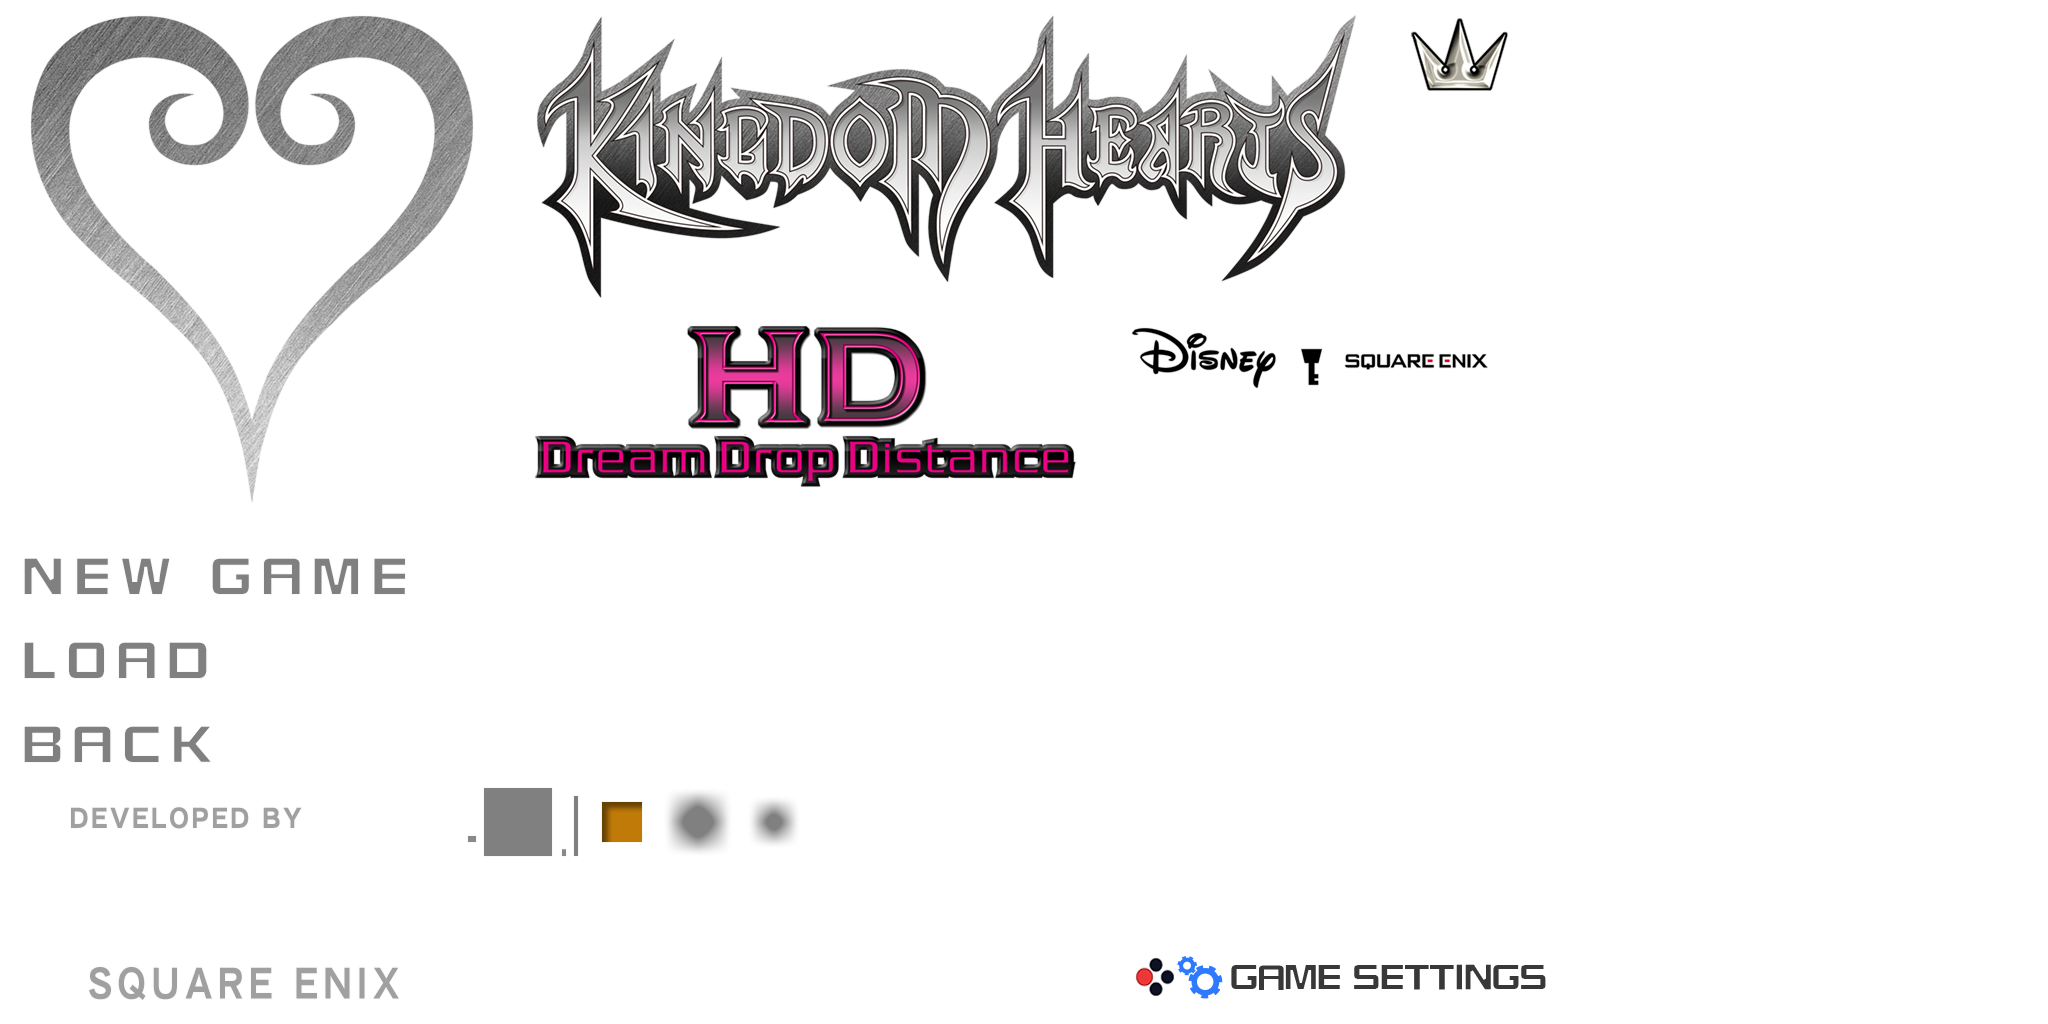 KINGDOM HEARTS
HD
Dream Drop Distance
Disney
SQUARE ENIX
NEW GAME
LOAD
BACK
DEVELOPED BY
SQUARE ENIX
GAME SETTINGS